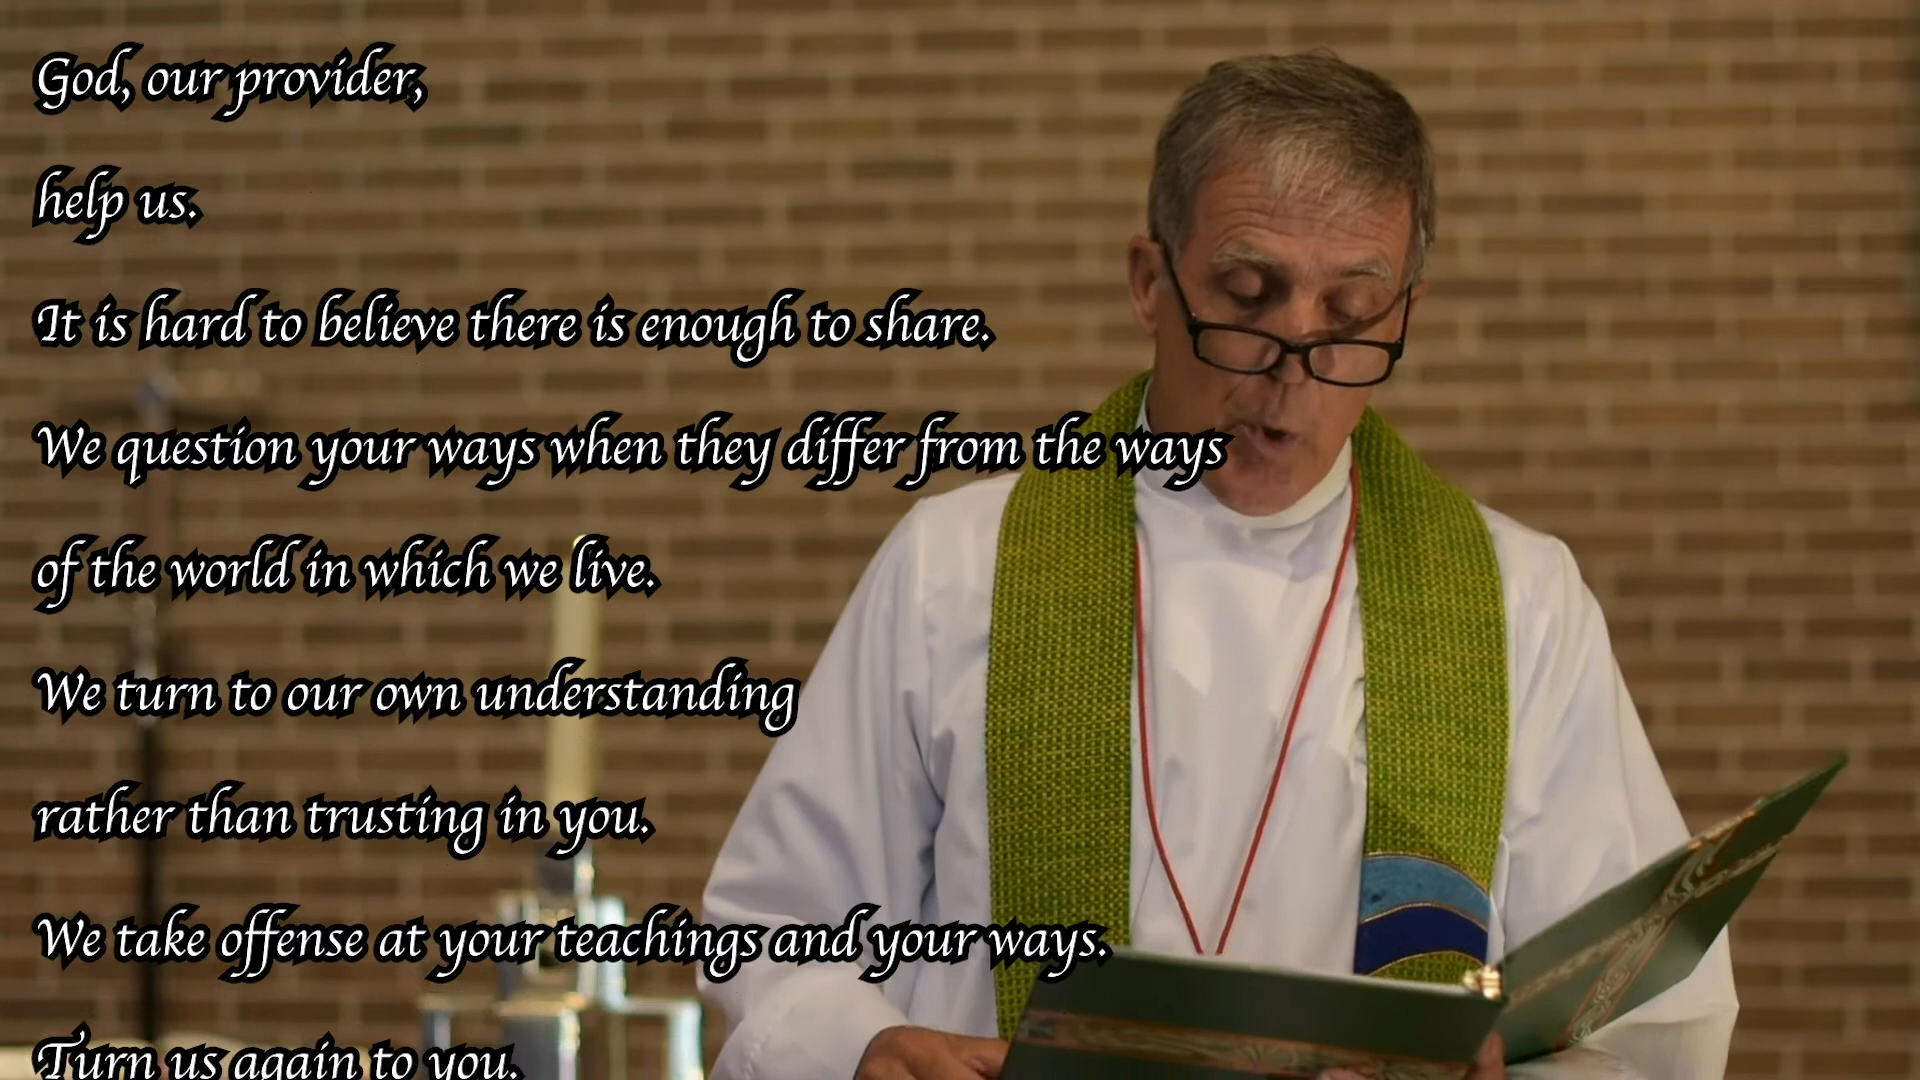 God, our provider,
help us.
It is hard to believe there is enough to share.
We question your ways when they differ from the ways
of the world in which we live.
We turn to our own understanding
rather than trusting in you.
We take offense at your teachings and your ways.
Turn us again to you.